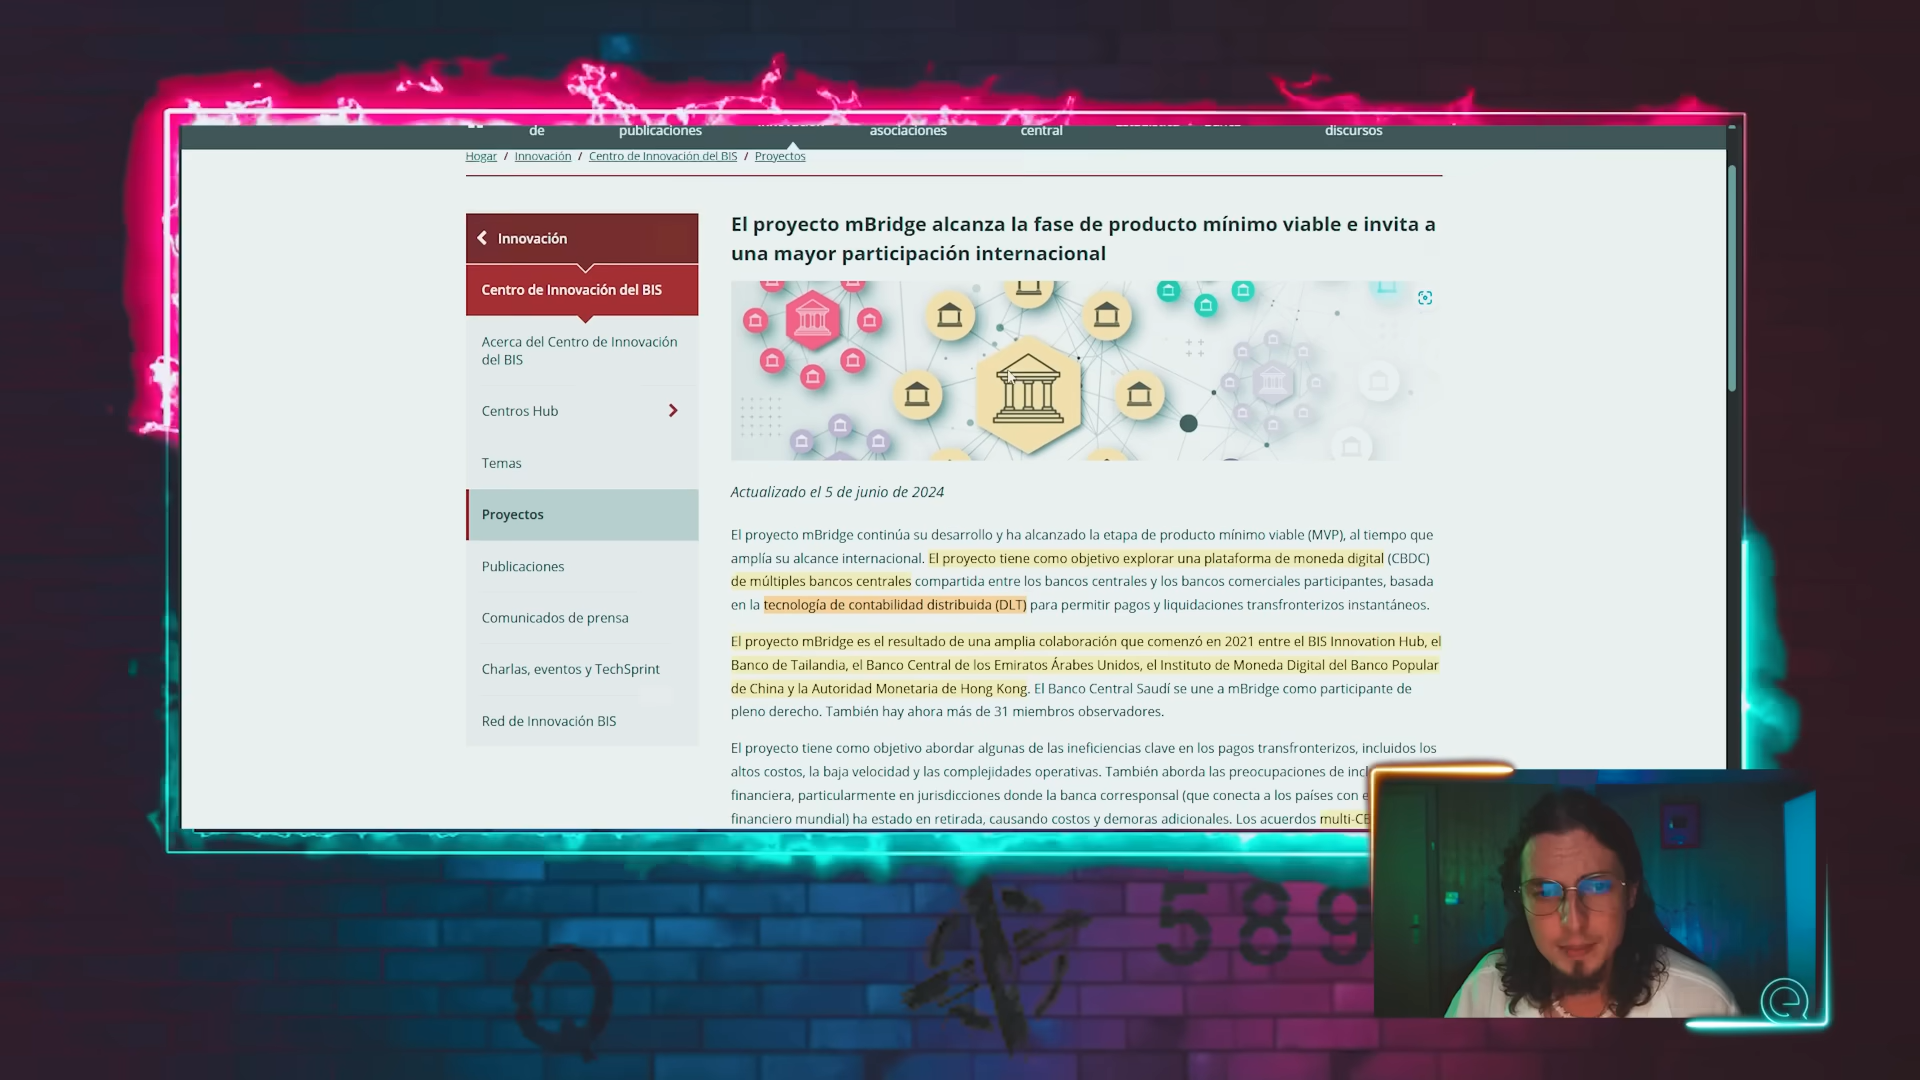 de publicaciones asociaciones central discursos
Hogar / Innovación / Centro de Innovación del BIS / Proyectos
Innovación
Centro de Innovación del BIS
Acerca del Centro de Innovación
del BIS
Centros Hub
Temas
Proyectos
Publicaciones
Comunicados de prensa
Charlas, eventos y TechSprint
Red de Innovación BIS
El proyecto mBridge alcanza la fase de producto mínimo viable e invita a
una mayor participación internacional
Actualizado el 5 de junio de 2024
El proyecto mBridge continúa su desarrollo y ha alcanzado la etapa de producto mínimo viable (MVP), al tiempo que
amplía su alcance internacional. El proyecto tiene como objetivo explorar una plataforma de moneda digital (CBDC)
de múltiples bancos centrales compartida entre los bancos centrales y los bancos comerciales participantes, basada
en la tecnología de contabilidad distribuida (DLT) para permitir pagos y liquidaciones transfronterizos instantáneos.
El proyecto mBridge es el resultado de una amplia colaboración que comenzó en 2021 entre el BIS Innovation Hub, el
Banco de Tailandia, el Banco Central de los Emiratos Árabes Unidos, el Instituto de Moneda Digital del Banco Popular
de China y la Autoridad Monetaria de Hong Kong. El Banco Central Saudí se une a mBridge como participante de
pleno derecho. También hay ahora más de 31 miembros observadores.
El proyecto tiene como objetivo abordar algunas de las ineficiencias clave en los pagos transfronterizos, incluidos los
altos costos, la baja velocidad y las complejidades operativas. También aborda las preocupaciones de
financiera, particularmente en jurisdicciones donde la banca corresponsal (que conecta a los países con
financiero mundial) ha estado en retirada, causando costos y demoras adicionales. Los acuerdos
Q
589